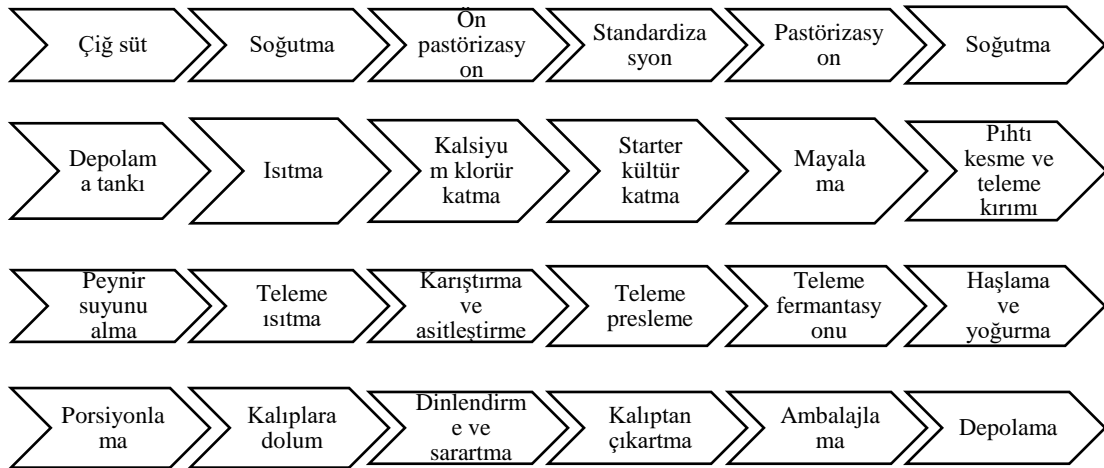 Çiğ süt
Soğutma
Ön
pastörizasy
on
Standardiza
syon
Pastörizasy
on
Soğutma
Depolam
a tankı
Isıtma
Kalsiyu
m klorür
katma
Starter
kültür
katma
Mayala
ma
Pıhtı
kesme ve
teleme
kırımı
Peynir
suyunu
alma
Teleme
ısıtma
Karıştırma
ve
asitleştirme
Teleme
presleme
Teleme
fermantasy
onu
Haşlama
ve
yoğurma
Porsiyonla
ma
Kalıplara
dolum
Dinlendirm
e ve
sarartma
Kalıptan
çıkartma
Ambalajla
ma
Depolama